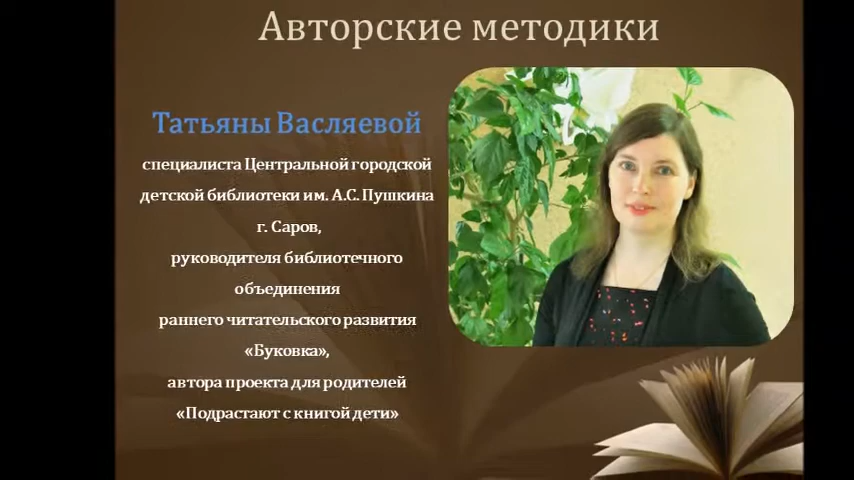 Авторские методики
Татьяны Васляевой
специалиста Центральной городской
детской библиотеки им. А.С. Пушкина
г. Саров,
руководителя библиотечного
объединения
раннего читательского развития
«Буковка»,
автора проекта для родителей
«Подрастают с книгой дети»